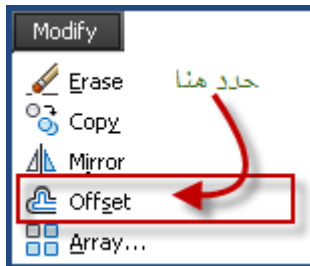 Modify
Erase
حدد هنا
Copy
Mirror
Offset
Array...